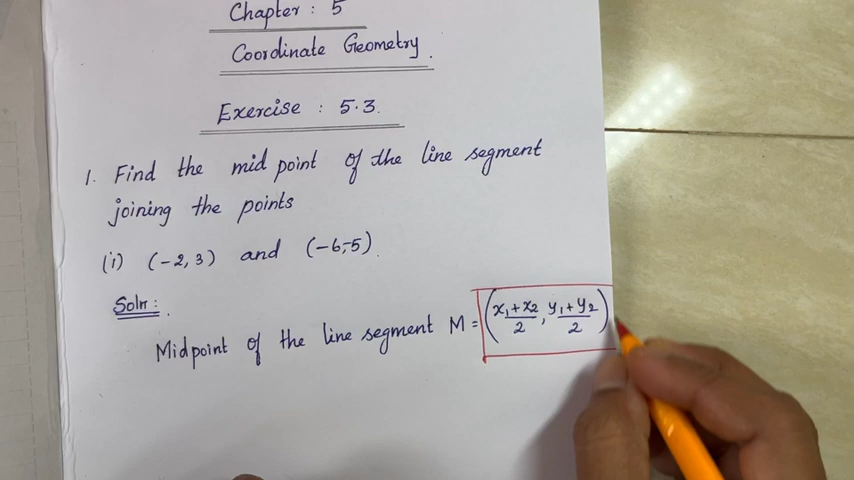 Chapter : 5
Coordinate Geometry.
Exercise : 5.3.
1. Find the mid point of the line segment
joining the points
(i) (-2, 3) and (-6,-5).
Soln :.
Midpoint of the line segment M = (x₁+x₂/2, y₁+y₂/2)